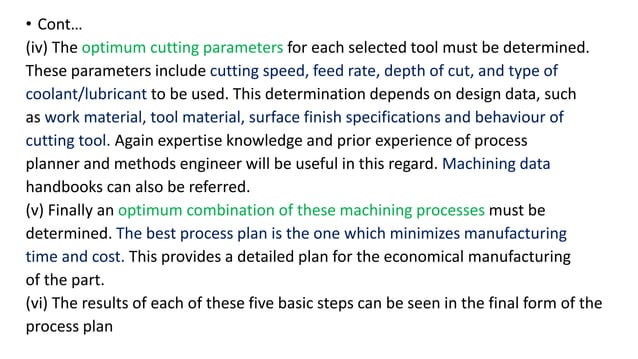 • Cont…
(iv) The optimum cutting parameters for each selected tool must be determined.
These parameters include cutting speed, feed rate, depth of cut, and type of
coolant/lubricant to be used. This determination depends on design data, such
as work material, tool material, surface finish specifications and behaviour of
cutting tool. Again expertise knowledge and prior experience of process
planner and methods engineer will be useful in this regard. Machining data
handbooks can also be referred.
(v) Finally an optimum combination of these machining processes must be
determined. The best process plan is the one which minimizes manufacturing
time and cost. This provides a detailed plan for the economical manufacturing
of the part.
(vi) The results of each of these five basic steps can be seen in the final form of the
process plan